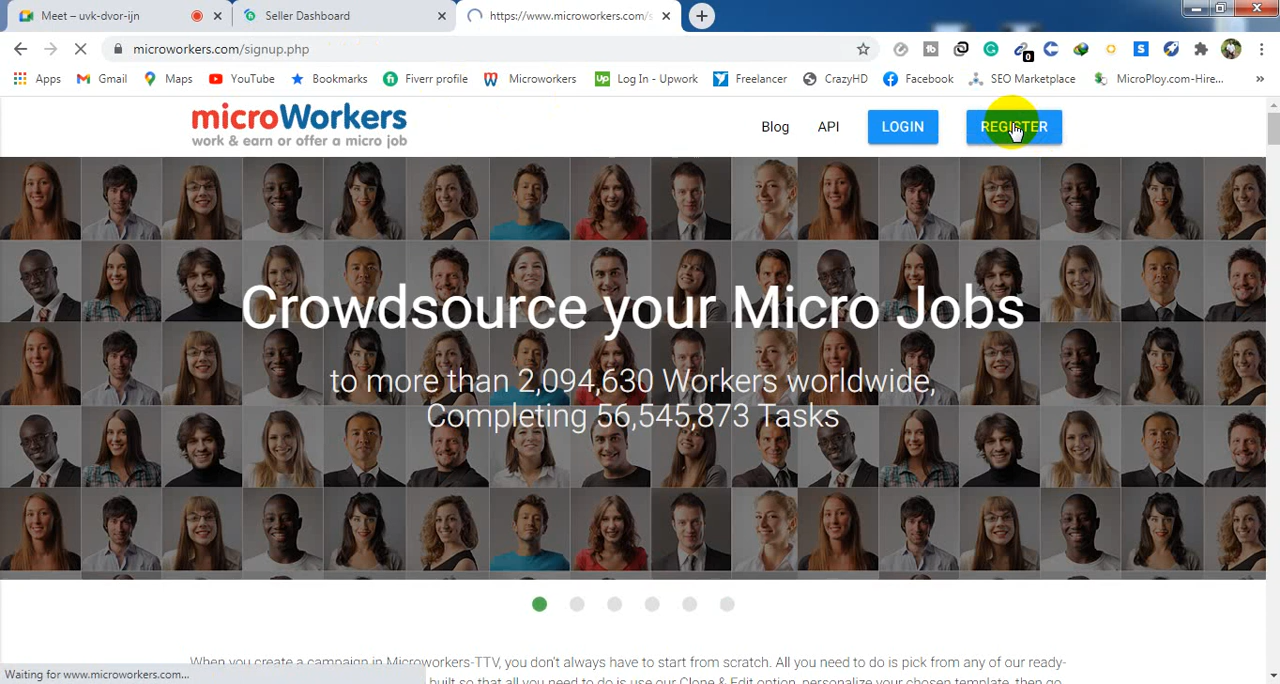 Meet – uvk-dvor-ijn
Seller Dashboard
https://www.microworkers.com/s
microworkers.com/signup.php
0
Apps Gmail Maps YouTube Bookmarks Fiverr profile Microworkers Log In - Upwork Freelancer CrazyHD Facebook SEO Marketplace MicroPloy.com-Hire... »
microWorkers
work & earn or offer a micro job
Blog API LOGIN REGISTER
Crowdsource your Micro Jobs
to more than 2,094,630 Workers worldwide,
Completing 56,545,873 Tasks
When you create a campaign in Microworkers-TTV, you don't always have to start from scratch. All you need to do is pick from any of our ready-
built so that all you need to do is use our Clone & Edit option, personalize your chosen template, then go
Waiting for www.microworkers.com...